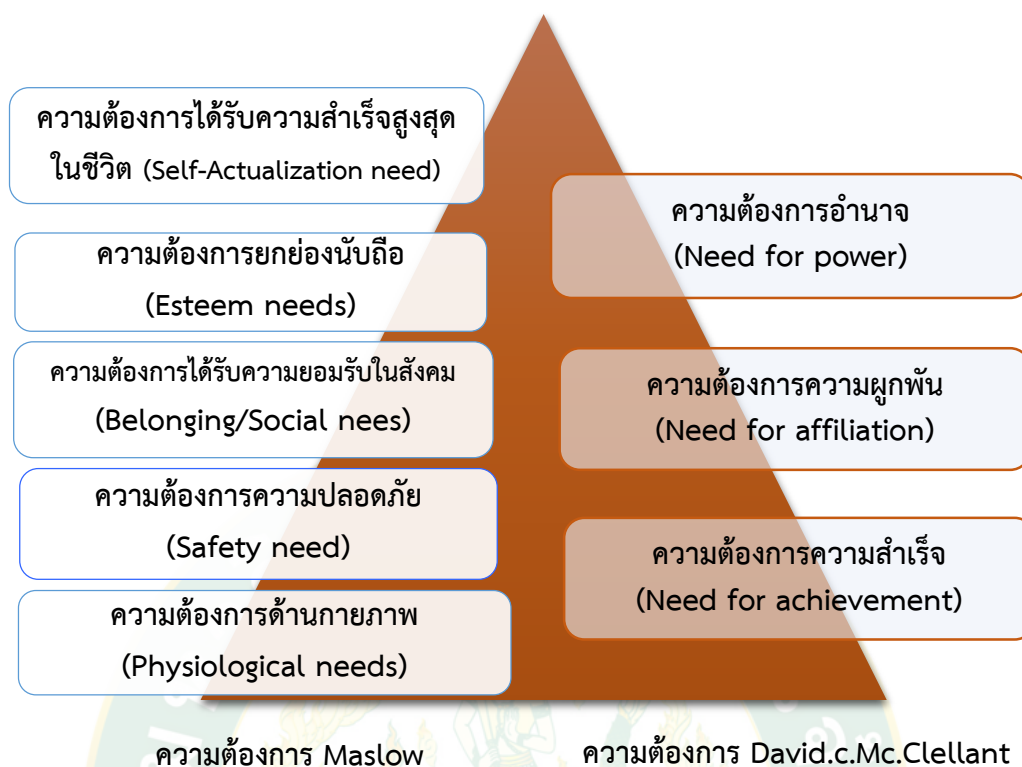 ความต้องการได้รับความสำเร็จสูงสุด
ในชีวิต (Self-Actualization need)
ความต้องการยกย่องนับถือ
(Esteem needs)
ความต้องการได้รับความยอมรับในสังคม
(Belonging/Social nees)
ความต้องการความปลอดภัย
(Safety need)
ความต้องการด้านกายภาพ
(Physiological needs)
ความต้องการ Maslow
ความต้องการอำนาจ
(Need for power)
ความต้องการความผูกพัน
(Need for affiliation)
ความต้องการความสำเร็จ
(Need for achievement)
ความต้องการ David.c.Mc.Clellant